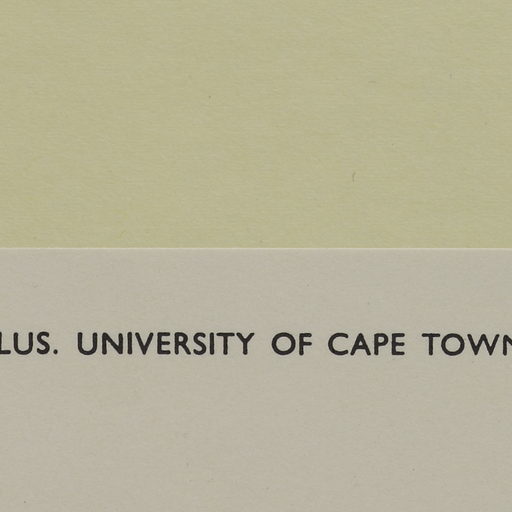 LUS. UNIVERSITY OF CAPE TOWN